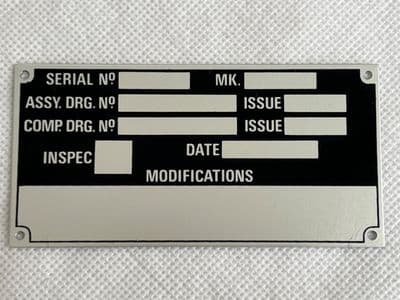 SERIAL Nº MK.
ASSY. DRG. Nº ISSUE
COMP. DRG. Nº ISSUE
INSPEC DATE
MODIFICATIONS